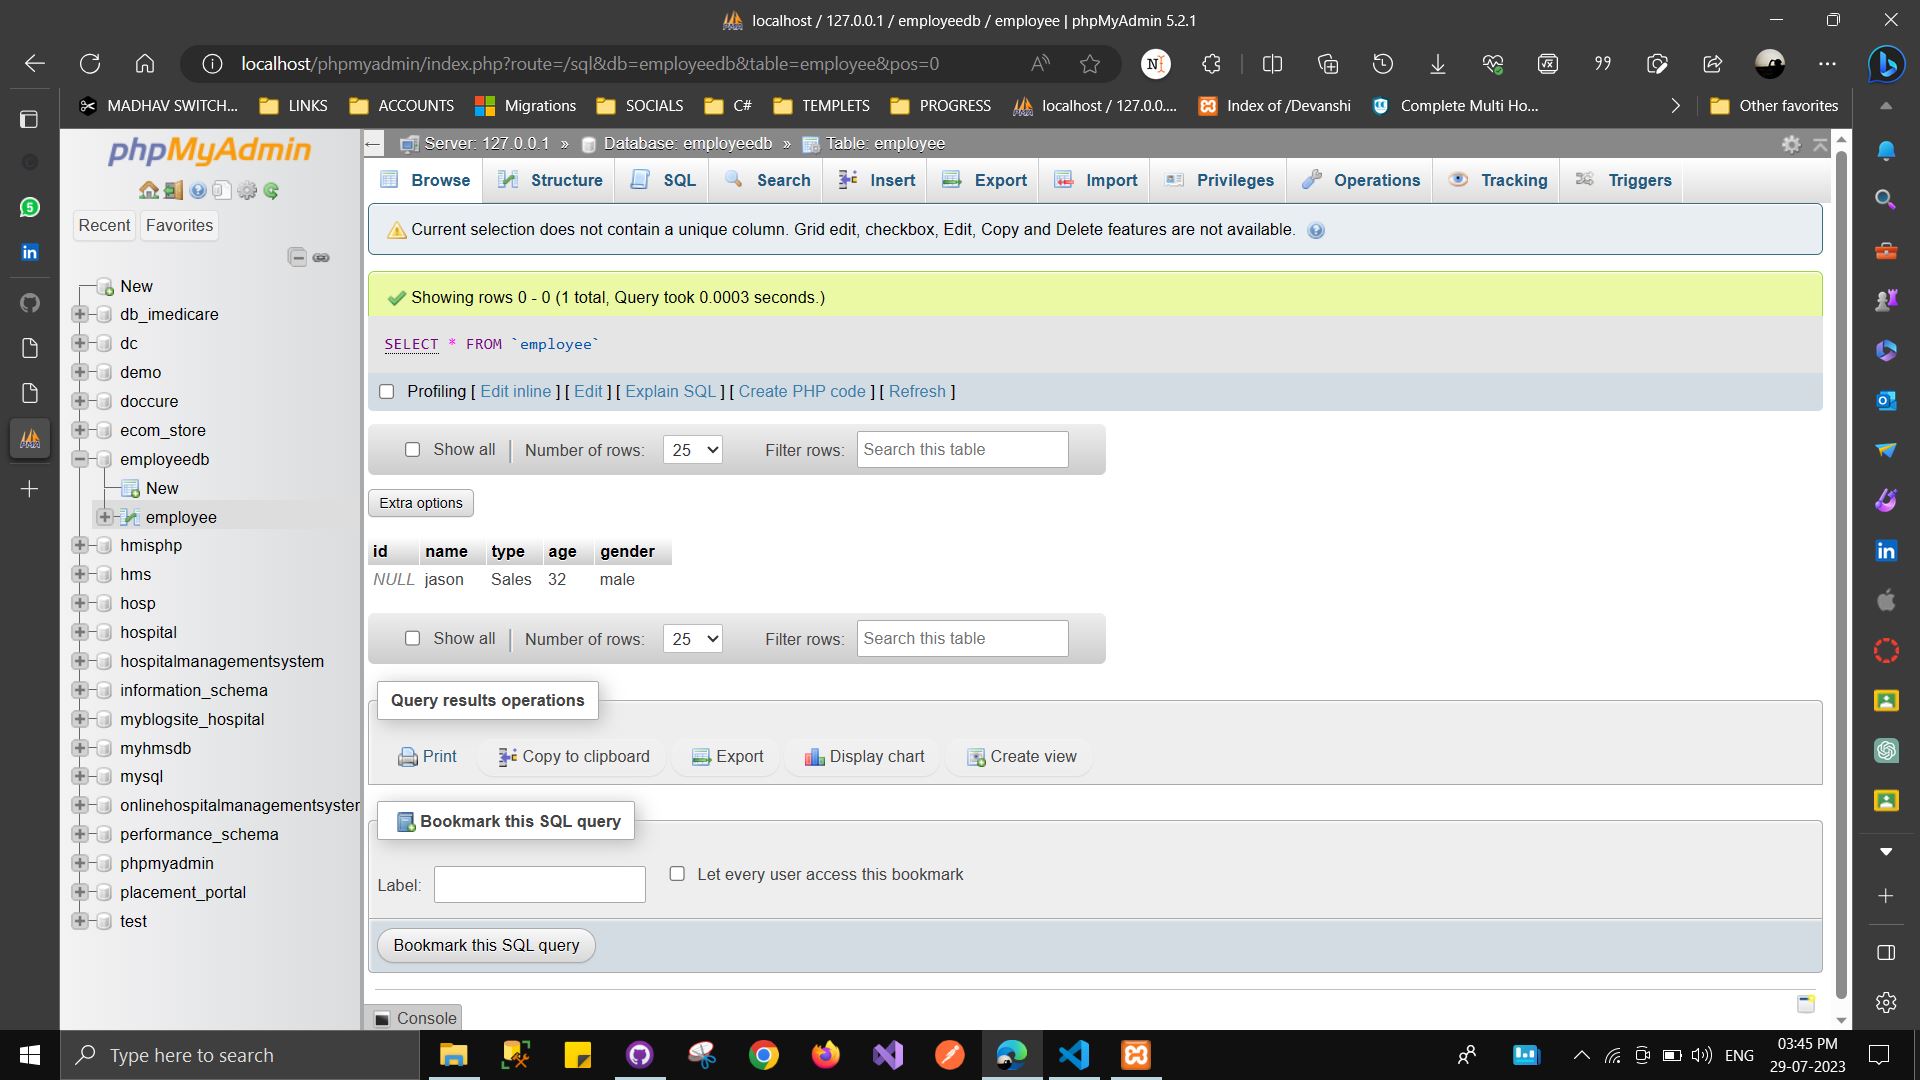 localhost / 127.0.0.1 / employeedb / employee | phpMyAdmin 5.2.1
localhost/phpmyadmin/index.php?route=/sql&db=employeedb&table=employee&pos=0
MADHAV SWITCH... LINKS ACCOUNTS Migrations SOCIALS C# TEMPLETS PROGRESS localhost / 127.0.0.... Index of /Devanshi Complete Multi Ho... Other favorites
phpMyAdmin
Recent Favorites
New
db_imedicare
dc
demo
doccure
ecom_store
employeedb
New
employee
hmisphp
hms
hosp
hospital
hospitalmanagementsystem
information_schema
myblogsite_hospital
myhmsdb
mysql
onlinehospitalmanagementsyster
performance_schema
phpmyadmin
placement_portal
test
Server: 127.0.0.1 » Database: employeedb » Table: employee
Browse Structure SQL Search Insert Export Import Privileges Operations Tracking Triggers
Current selection does not contain a unique column. Grid edit, checkbox, Edit, Copy and Delete features are not available.
Showing rows 0 - 0 (1 total, Query took 0.0003 seconds.)
SELECT * FROM `employee`
Profiling [ Edit inline ] [ Edit ] [ Explain SQL ] [ Create PHP code ] [ Refresh ]
Show all | Number of rows: 25 Filter rows: Search this table
Extra options
id name type age gender
NULL jason Sales 32 male
Show all | Number of rows: 25 Filter rows: Search this table
Query results operations
Print Copy to clipboard Export Display chart Create view
Bookmark this SQL query
Label: Let every user access this bookmark
Bookmark this SQL query
Console
Type here to search
ENG
03:45 PM
29-07-2023